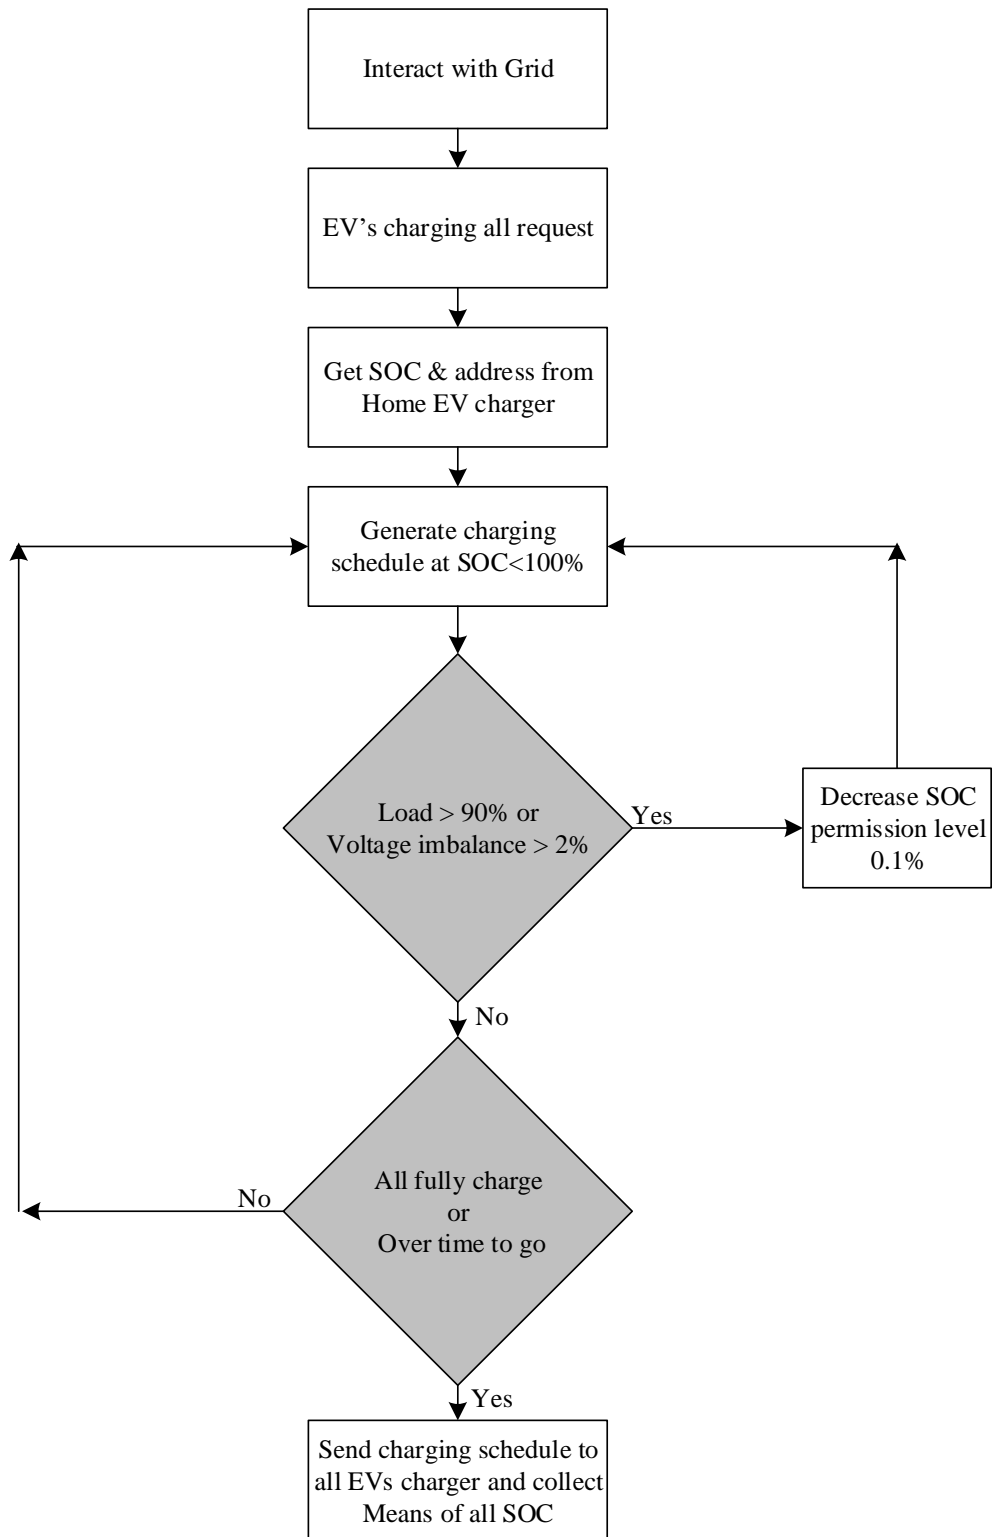 Interact with Grid
EV’s charging all request
Get SOC & address from
Home EV charger
Generate charging
schedule at SOC<100%
Load > 90% or
Voltage imbalance > 2%
Yes
Decrease SOC
permission level
0.1%
No
All fully charge
or
Over time to go
No
Yes
Send charging schedule to
all EVs charger and collect
Means of all SOC